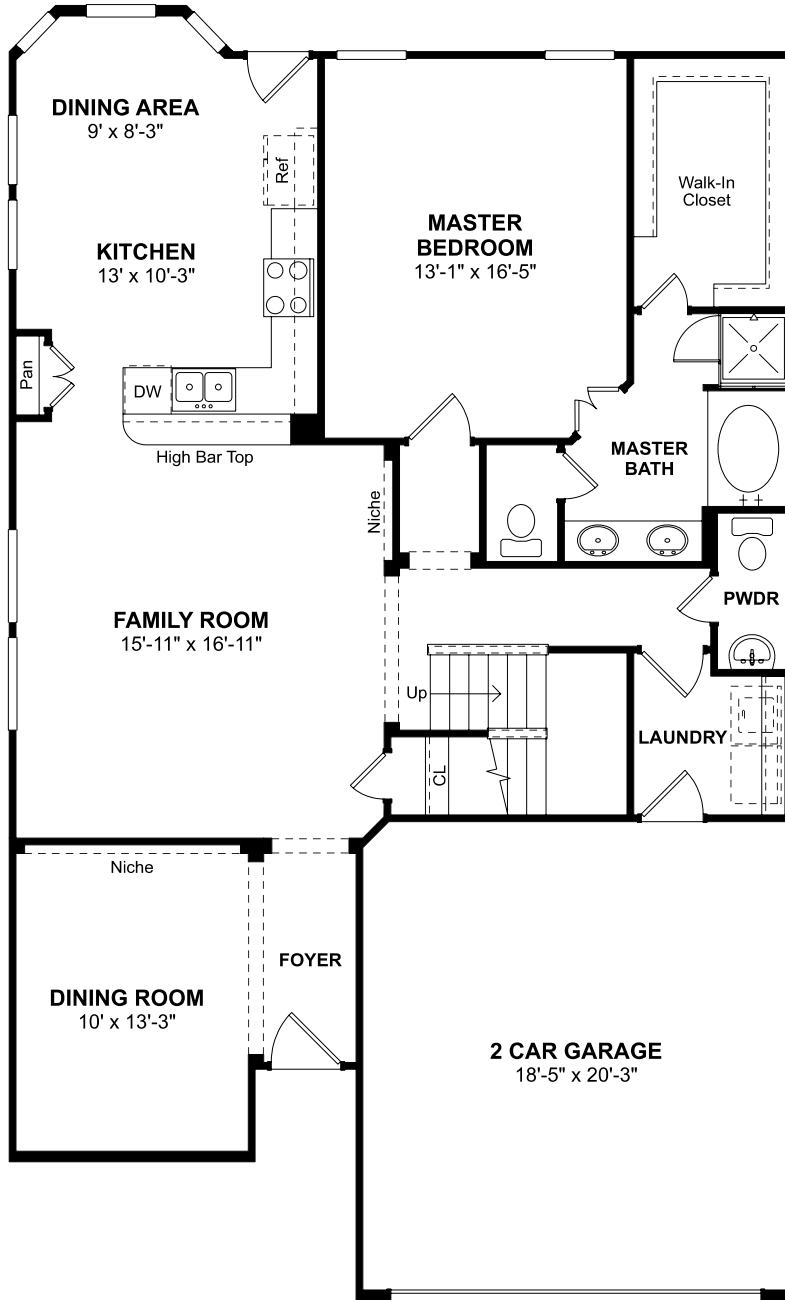 DINING AREA
9' x 8'-3"
Ref
Walk-In
Closet
MASTER
BEDROOM
13'-1" x 16'-5"
KITCHEN
13' x 10'-3"
Pan
DW
High Bar Top
MASTER
BATH
Niche
PWDR
FAMILY ROOM
15'-11" x 16'-11"
Up
LAUNDRY
CL
Niche
FOYER
DINING ROOM
10' x 13'-3"
2 CAR GARAGE
18'-5" x 20'-3"